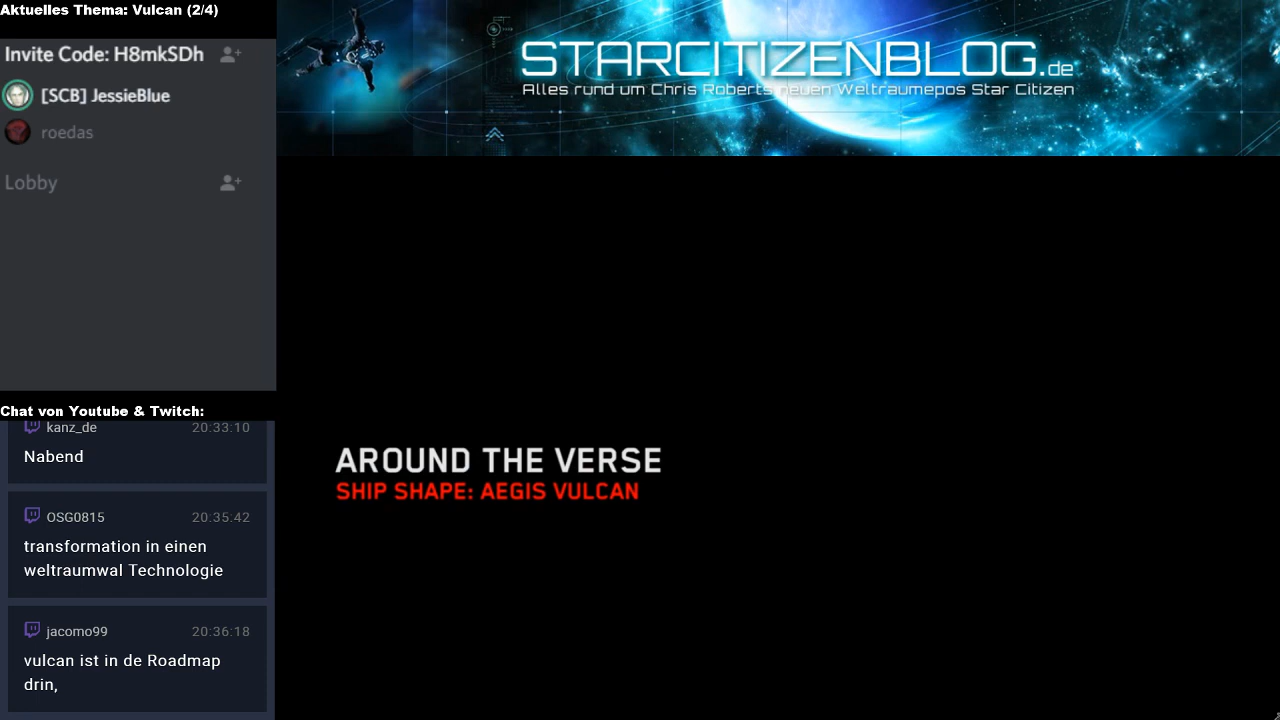 Aktuelles Thema: Vulcan (2/4)
Invite Code: H8mkSDh
[SCB] JessieBlue
roedas
Lobby
STARCITIZENBLOG.de
Alles rund um Chris Roberts neuen Weltraumepos Star Citizen
Chat von Youtube & Twitch:
kanz_de 20:33:10
Nabend
OSG0815 20:35:42
transformation in einen
weltraumwal Technologie
jacomo99 20:36:18
vulcan ist in de Roadmap
drin,
AROUND THE VERSE
SHIP SHAPE: AEGIS VULCAN